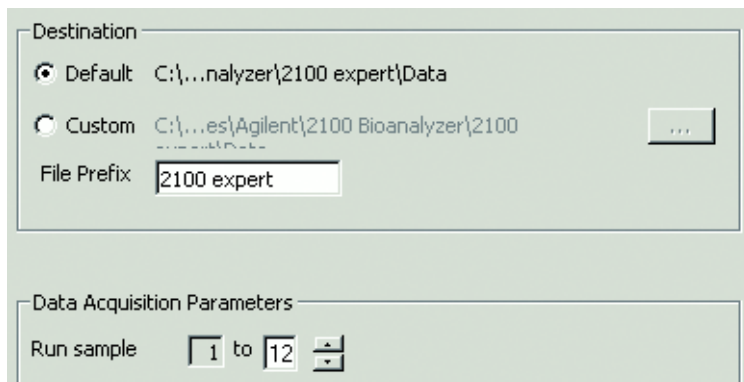 Destination
Default C:\...nalyzer\2100 expert\Data
Custom C:\...es\Agilent\2100 Bioanalyzer\2100
...
File Prefix 2100 expert
Data Acquisition Parameters
Run sample 1 to 12